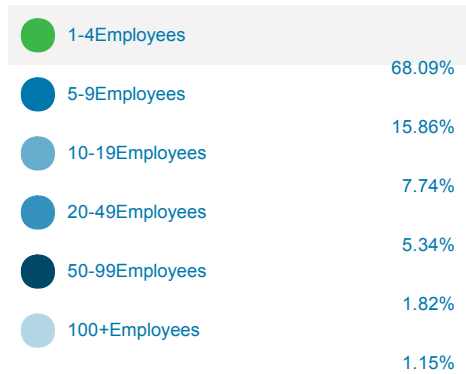 1-4Employees
68.09%
5-9Employees
15.86%
10-19Employees
7.74%
20-49Employees
5.34%
50-99Employees
1.82%
100+Employees
1.15%